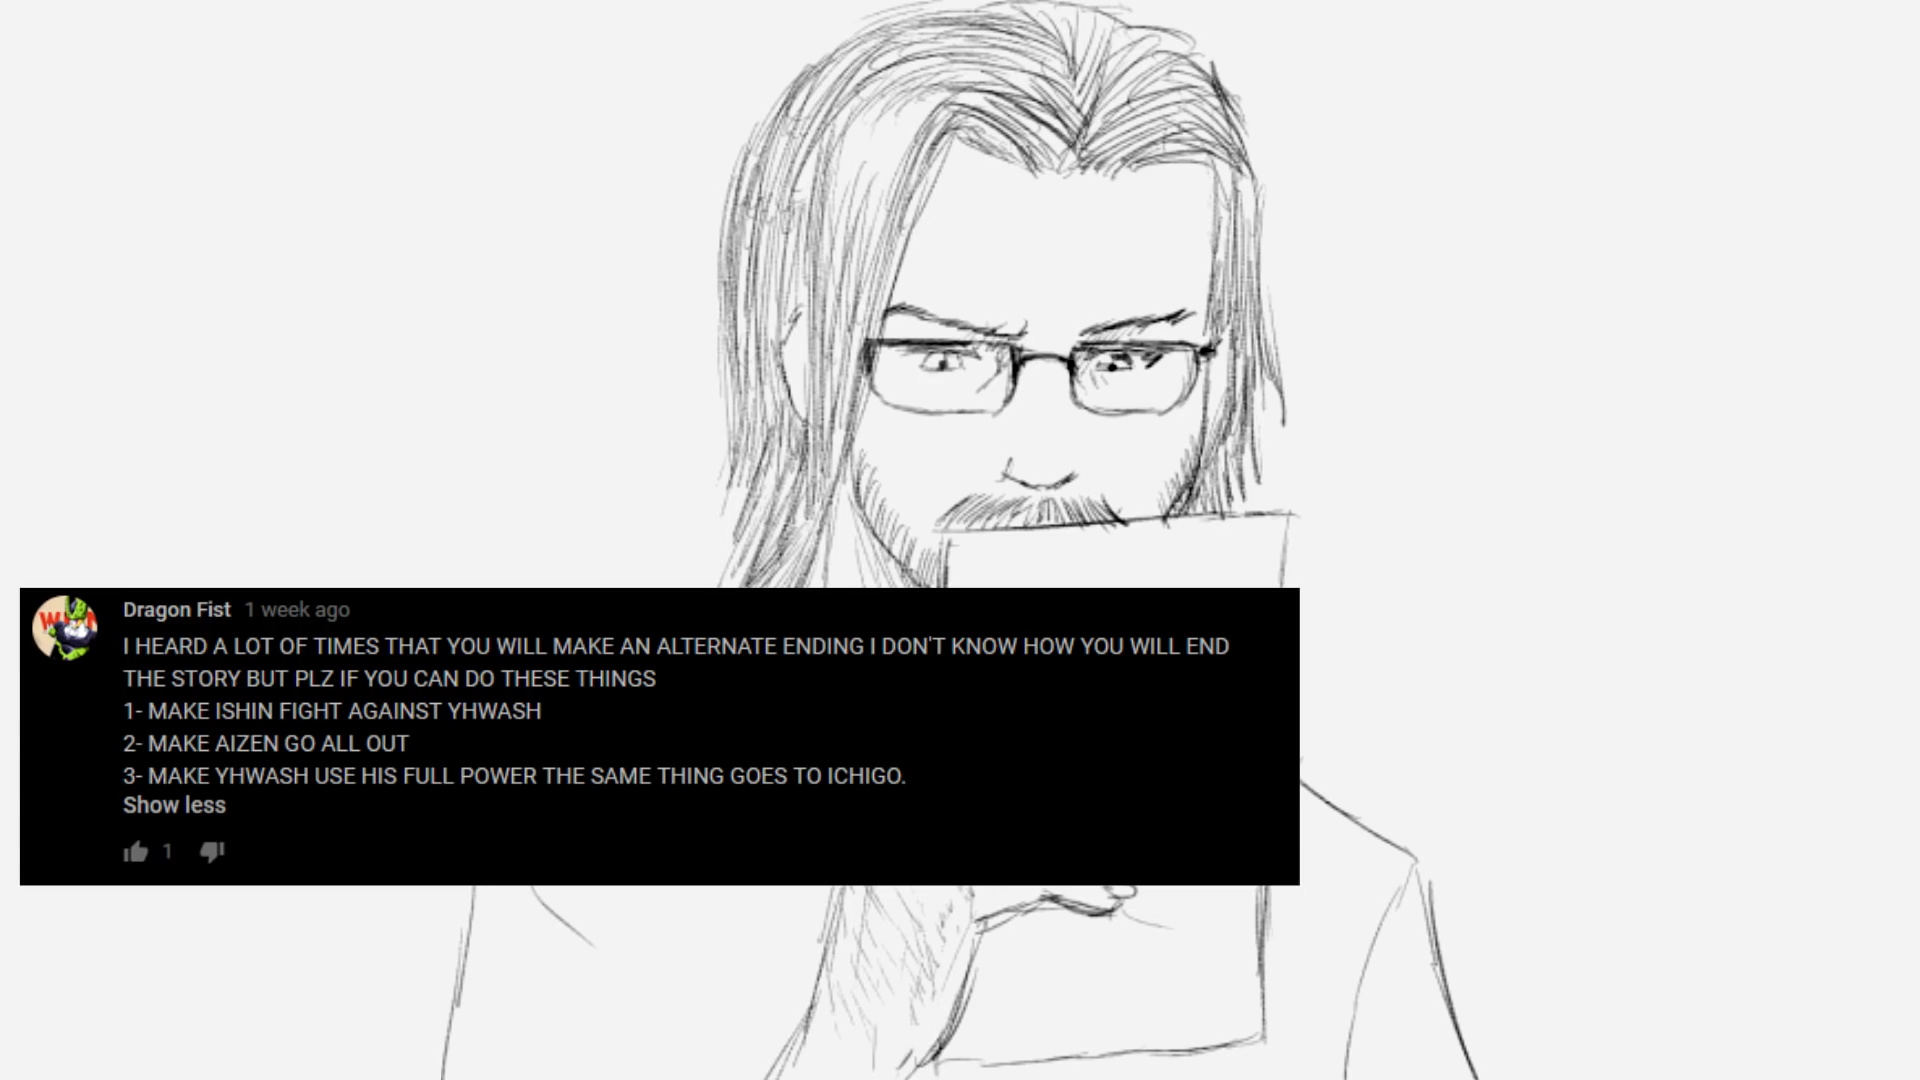 Dragon Fist 1 week ago
I HEARD A LOT OF TIMES THAT YOU WILL MAKE AN ALTERNATE ENDING I DON'T KNOW HOW YOU WILL END
THE STORY BUT PLZ IF YOU CAN DO THESE THINGS
1- MAKE ISHIN FIGHT AGAINST YHWASH
2- MAKE AIZEN GO ALL OUT
3- MAKE YHWASH USE HIS FULL POWER THE SAME THING GOES TO ICHIGO.
Show less
1